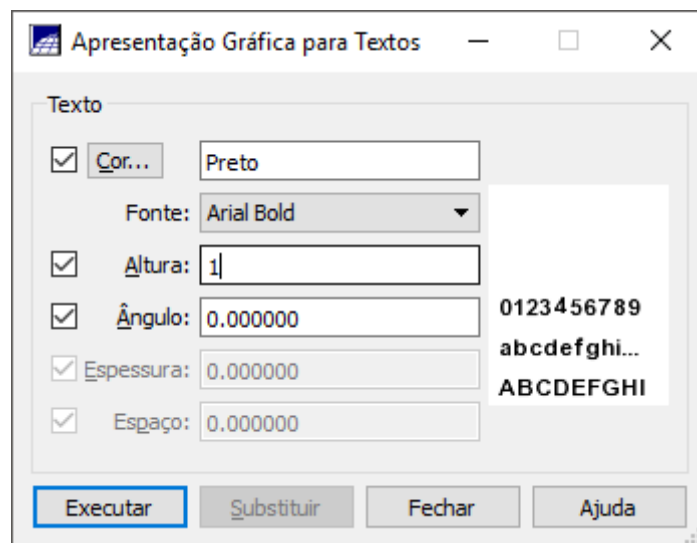 Apresentação Gráfica para Textos
Texto
Cor... Preto
Fonte: Arial Bold
Altura: 1
Ângulo: 0.000000
Espessura: 0.000000
Espaço: 0.000000
0123456789
abcdefghi...
ABCDEFGHI
Executar Substituir Fechar Ajuda